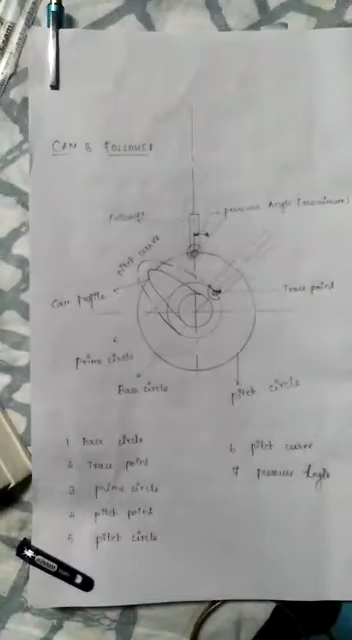 CAM & FOLLOWER
Follower
pressure Angle (maximum)
pitch curve
Cam profile
Trace point
prime circle
Base circle
pitch circle
1 Base circle
2 Trace point
3 prime circle
4 pitch point
5 pitch circle
6 pitch curve
7 pressure Angle